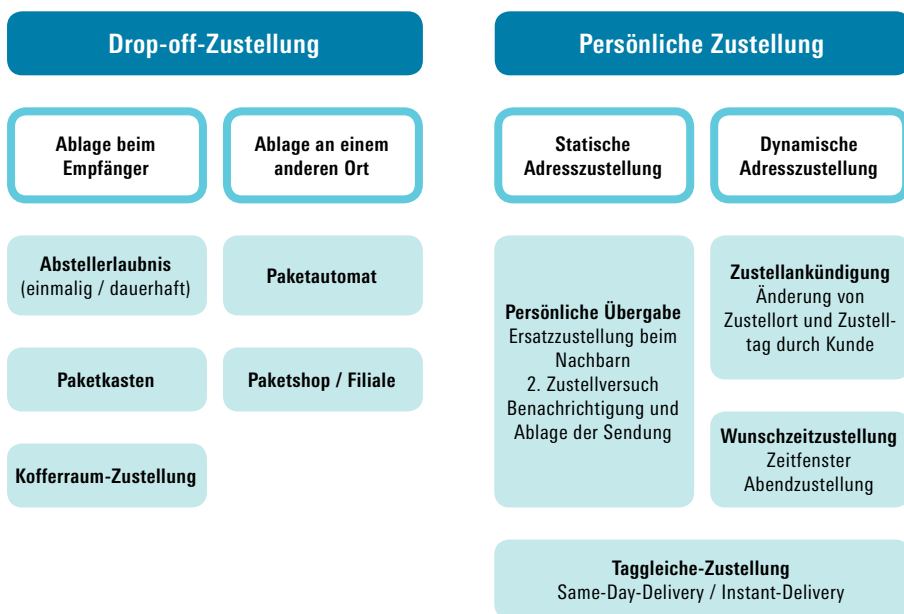 Drop-off-Zustellung
Ablage beim
Empfänger
Ablage an einem
anderen Ort
Abstellerlaubnis
(einmalig / dauerhaft)
Paketautomat
Paketkasten
Paketshop / Filiale
Kofferraum-Zustellung
Persönliche Zustellung
Statische
Adresszustellung
Dynamische
Adresszustellung
Persönliche Übergabe
Ersatzzustellung beim
Nachbarn
2. Zustellversuch
Benachrichtigung und
Ablage der Sendung
Zustellankündigung
Änderung von
Zustellort und Zustell-
tag durch Kunde
Wunschzeitzustellung
Zeitfenster
Abendzustellung
Taggleiche-Zustellung
Same-Day-Delivery / Instant-Delivery